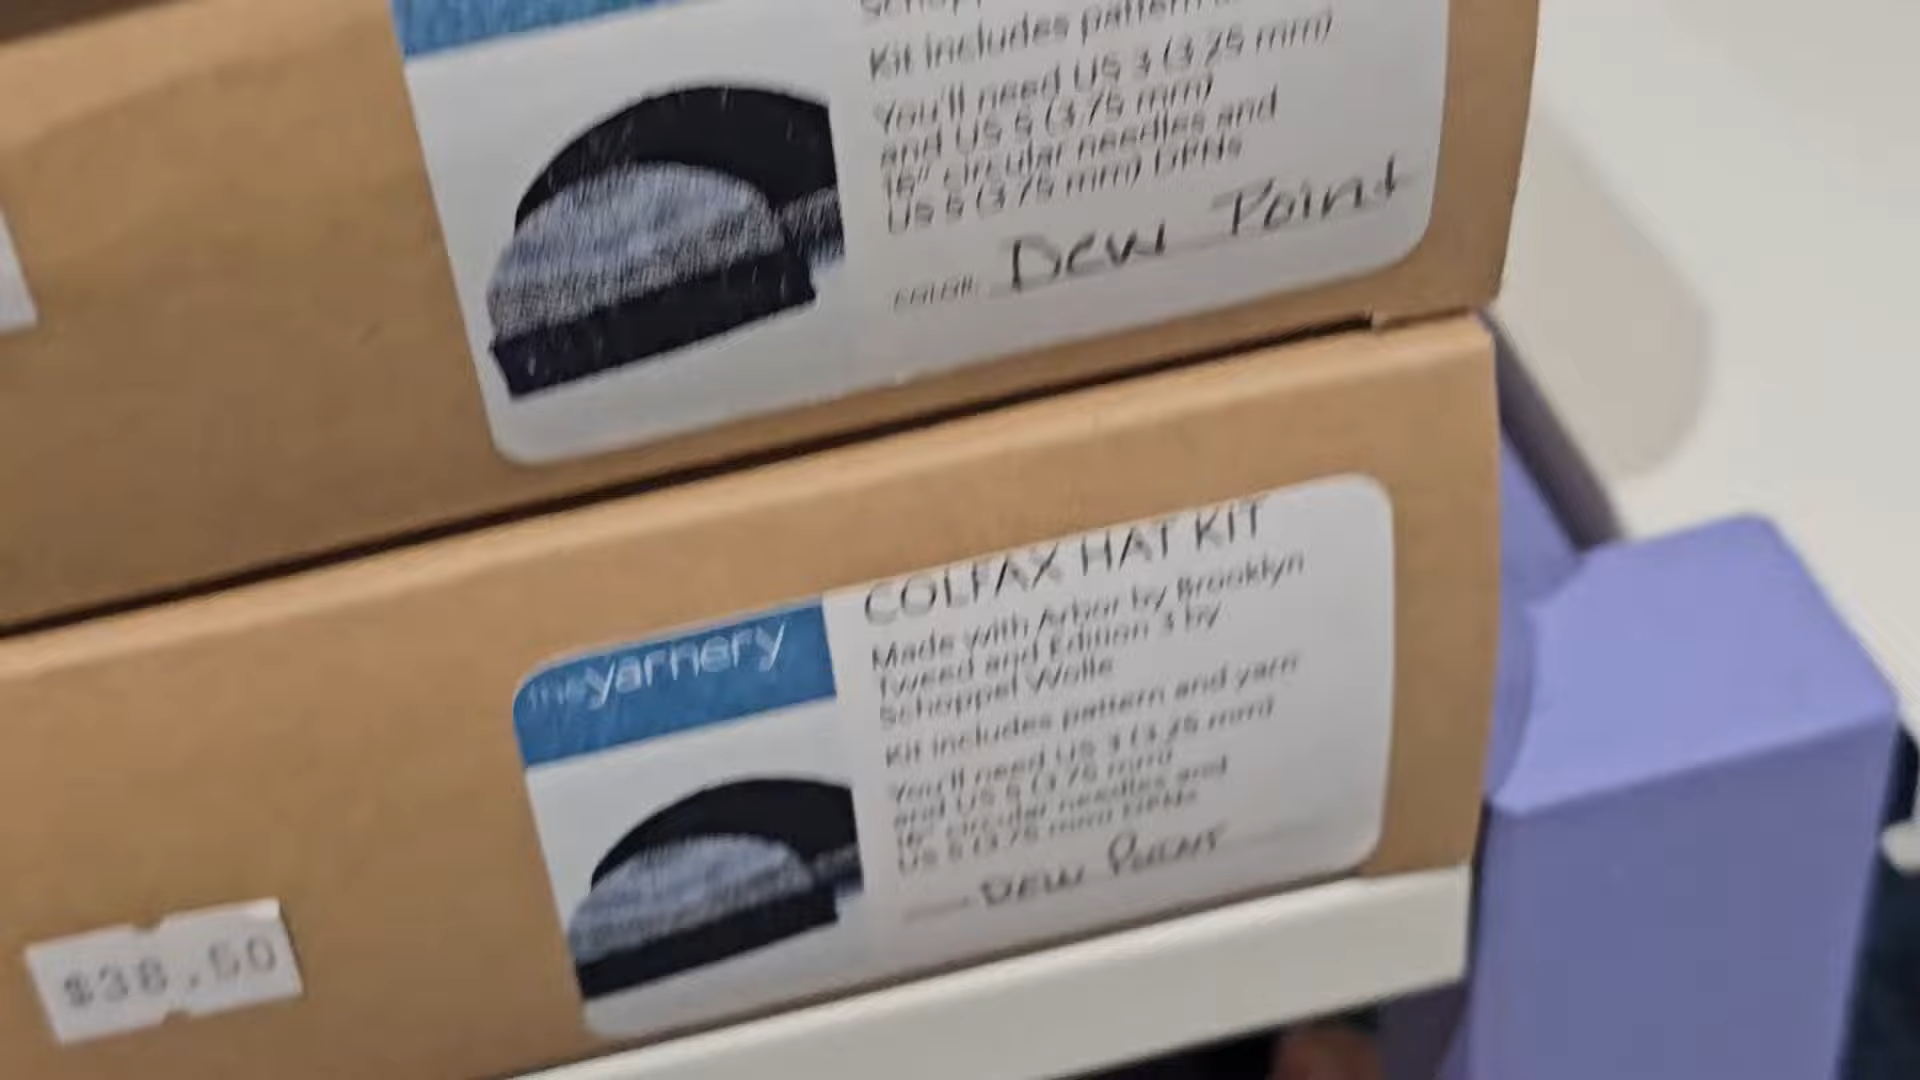 Kit includes pattern
You'll need US 3 (3.25 mm)
and US 5 (3.75 mm)
16" circular needles and
US 5 (3.75 mm) DPNs
COLOR: Dew Point
COLFAX HAT KIT
the yarnery
Made with Arbor by Brooklyn
Tweed and Edition 3 by
Schoppel Wolle
Kit includes pattern and yarn
You'll need US 3 (3.25 mm)
and US 5 (3.75 mm)
16" circular needles and
US 5 (3.75 mm) DPNs
DEW POINT